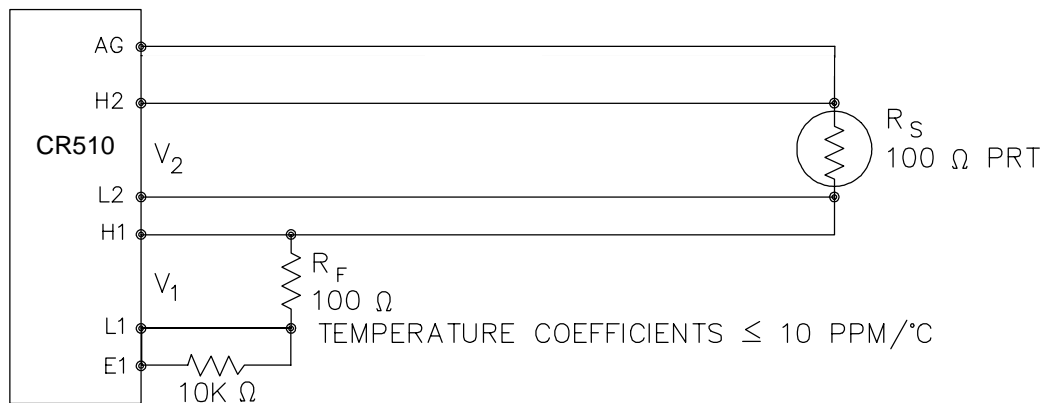 AG
H2
CR510
V2
L2
H1
RS
100 Ω PRT
V1
RF
100 Ω
L1
TEMPERATURE COEFFICIENTS ≤ 10 PPM/°C
E1
10K Ω